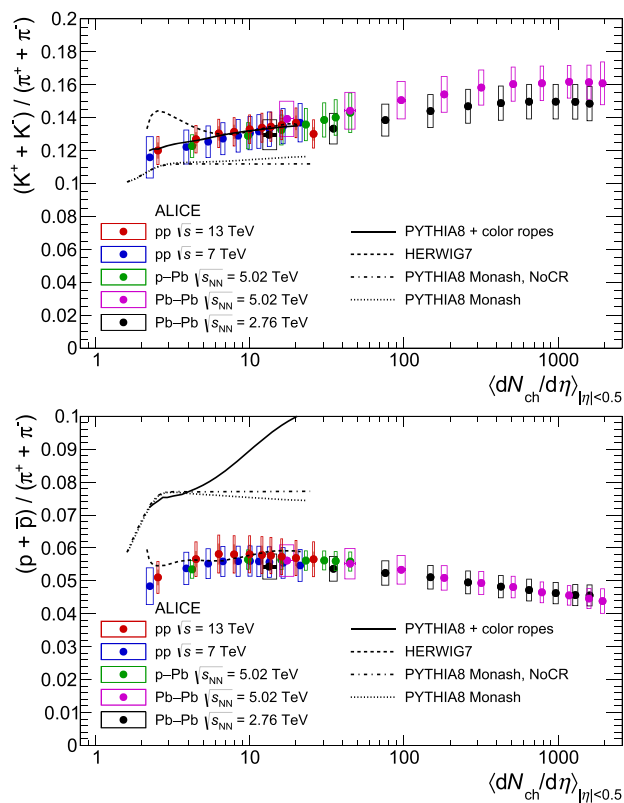 (K⁺ + K⁻) / (π⁺ + π⁻)
0.2
0.18
0.16
0.14
0.12
0.1
0.08
0.06
0.04
0.02
0
ALICE
pp √s = 13 TeV
pp √s = 7 TeV
p–Pb √sNN = 5.02 TeV
Pb–Pb √sNN = 5.02 TeV
Pb–Pb √sNN = 2.76 TeV
PYTHIA8 + color ropes
HERWIG7
PYTHIA8 Monash, NoCR
PYTHIA8 Monash
1 10 100 1000
⟨dNch/dη⟩|η|<0.5
(p + p̅) / (π⁺ + π⁻)
0.1
0.09
0.08
0.07
0.06
0.05
0.04
0.03
0.02
0.01
0
ALICE
pp √s = 13 TeV
pp √s = 7 TeV
p–Pb √sNN = 5.02 TeV
Pb–Pb √sNN = 5.02 TeV
Pb–Pb √sNN = 2.76 TeV
PYTHIA8 + color ropes
HERWIG7
PYTHIA8 Monash, NoCR
PYTHIA8 Monash
1 10 100 1000
⟨dNch/dη⟩|η|<0.5